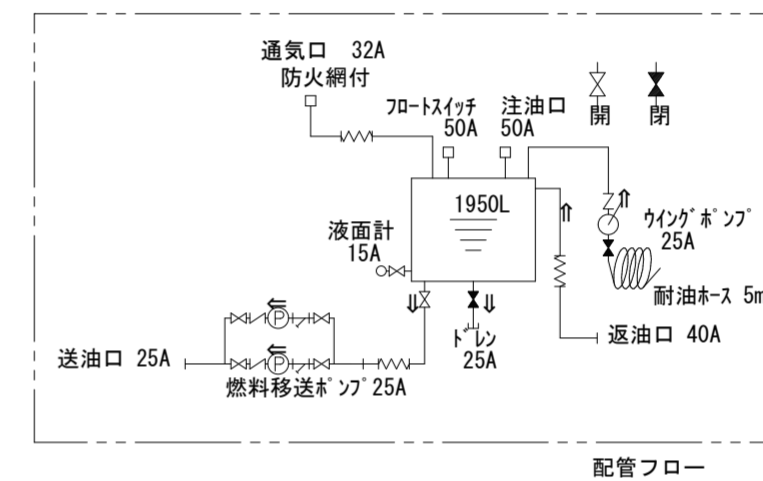 通気口 32A
防火網付
フロートスイッチ
50A
注油口
50A
開
閉
1950L
液面計
15A
ウイングポンプ
25A
耐油ホース 5m
ドレン
25A
返油口 40A
送油口 25A
P
P
燃料移送ポンプ25A
配管フロー